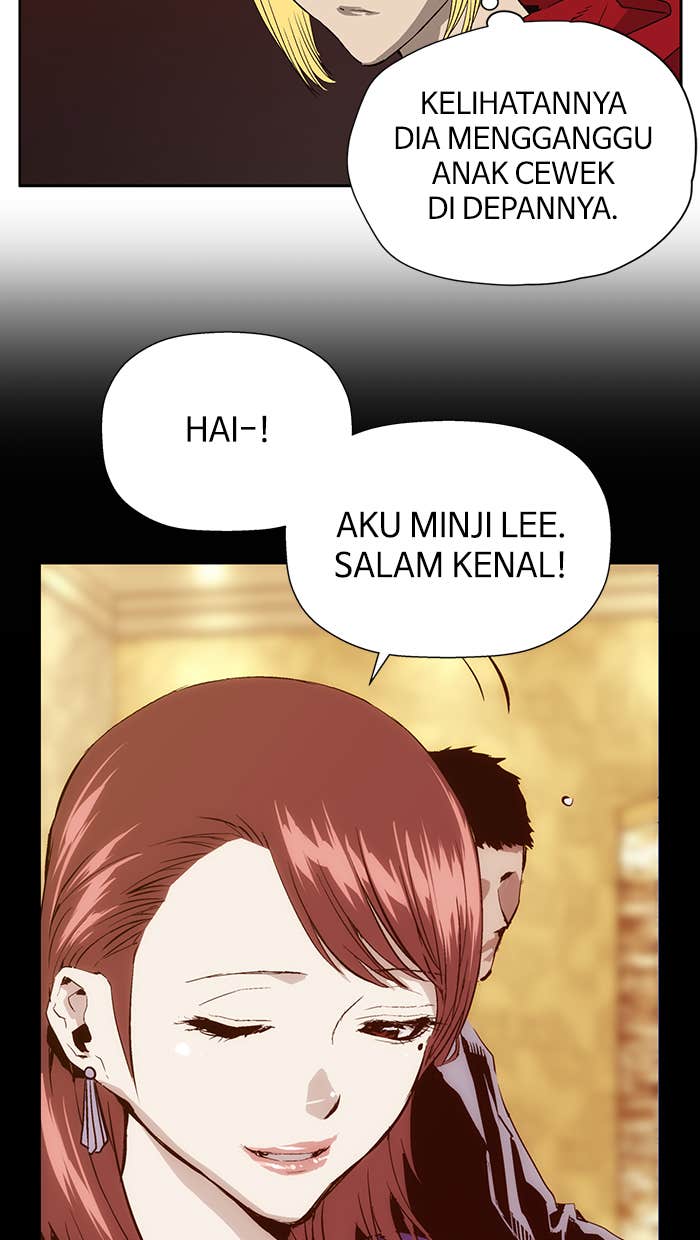 KELIHATANNYA
DIA MENGGANGGU
ANAK CEWEK
DI DEPANNYA.
HAI-!
AKU MINJI LEE.
SALAM KENAL!